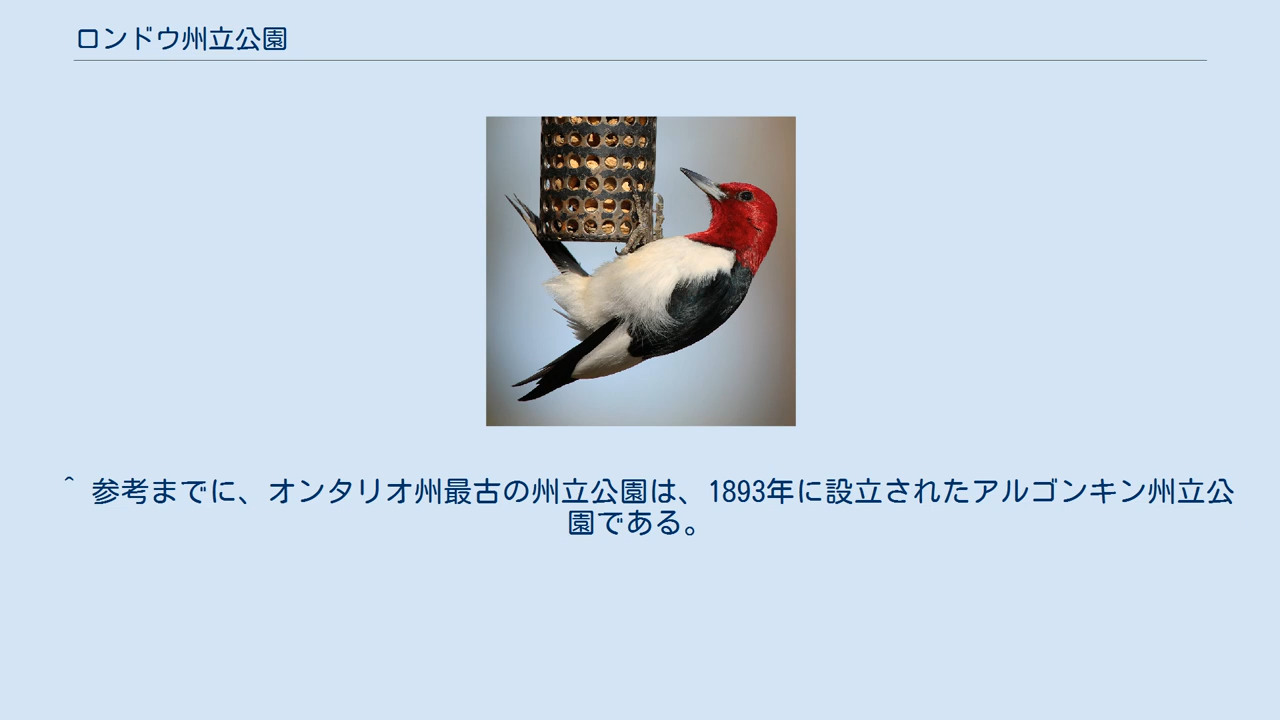 ロンドウ州立公園
^ 参考までに、オンタリオ州最古の州立公園は、1893年に設立されたアルゴンキン州立公
園である。